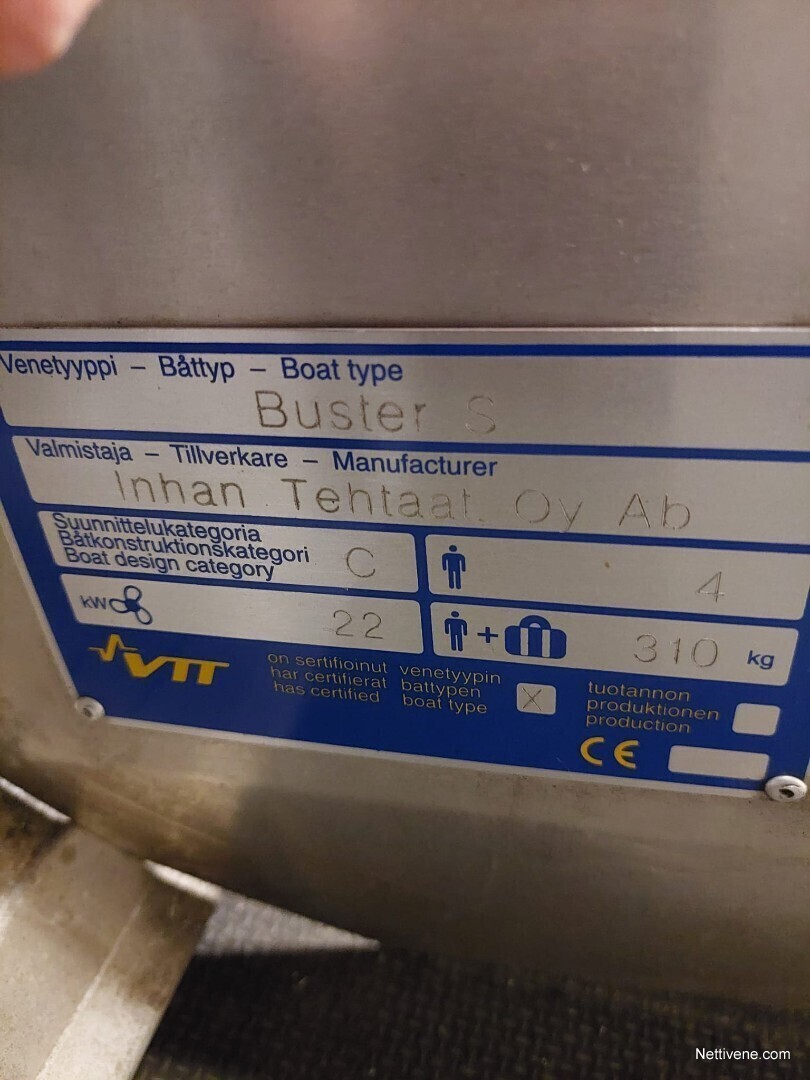 Venetyyppi – Båttyp – Boat type
Buster S
Valmistaja – Tillverkare – Manufacturer
Inhan Tehtaat Oy Ab
Suunnittelukategoria
Båtkonstruktionskategori
Boat design category
C
4
kW
22
+
310 kg
VTT
on sertifioinut venetyypin
har certifierat battypen
has certified boat type
X
tuotannon
produktionen
production
CE
Nettivene.com